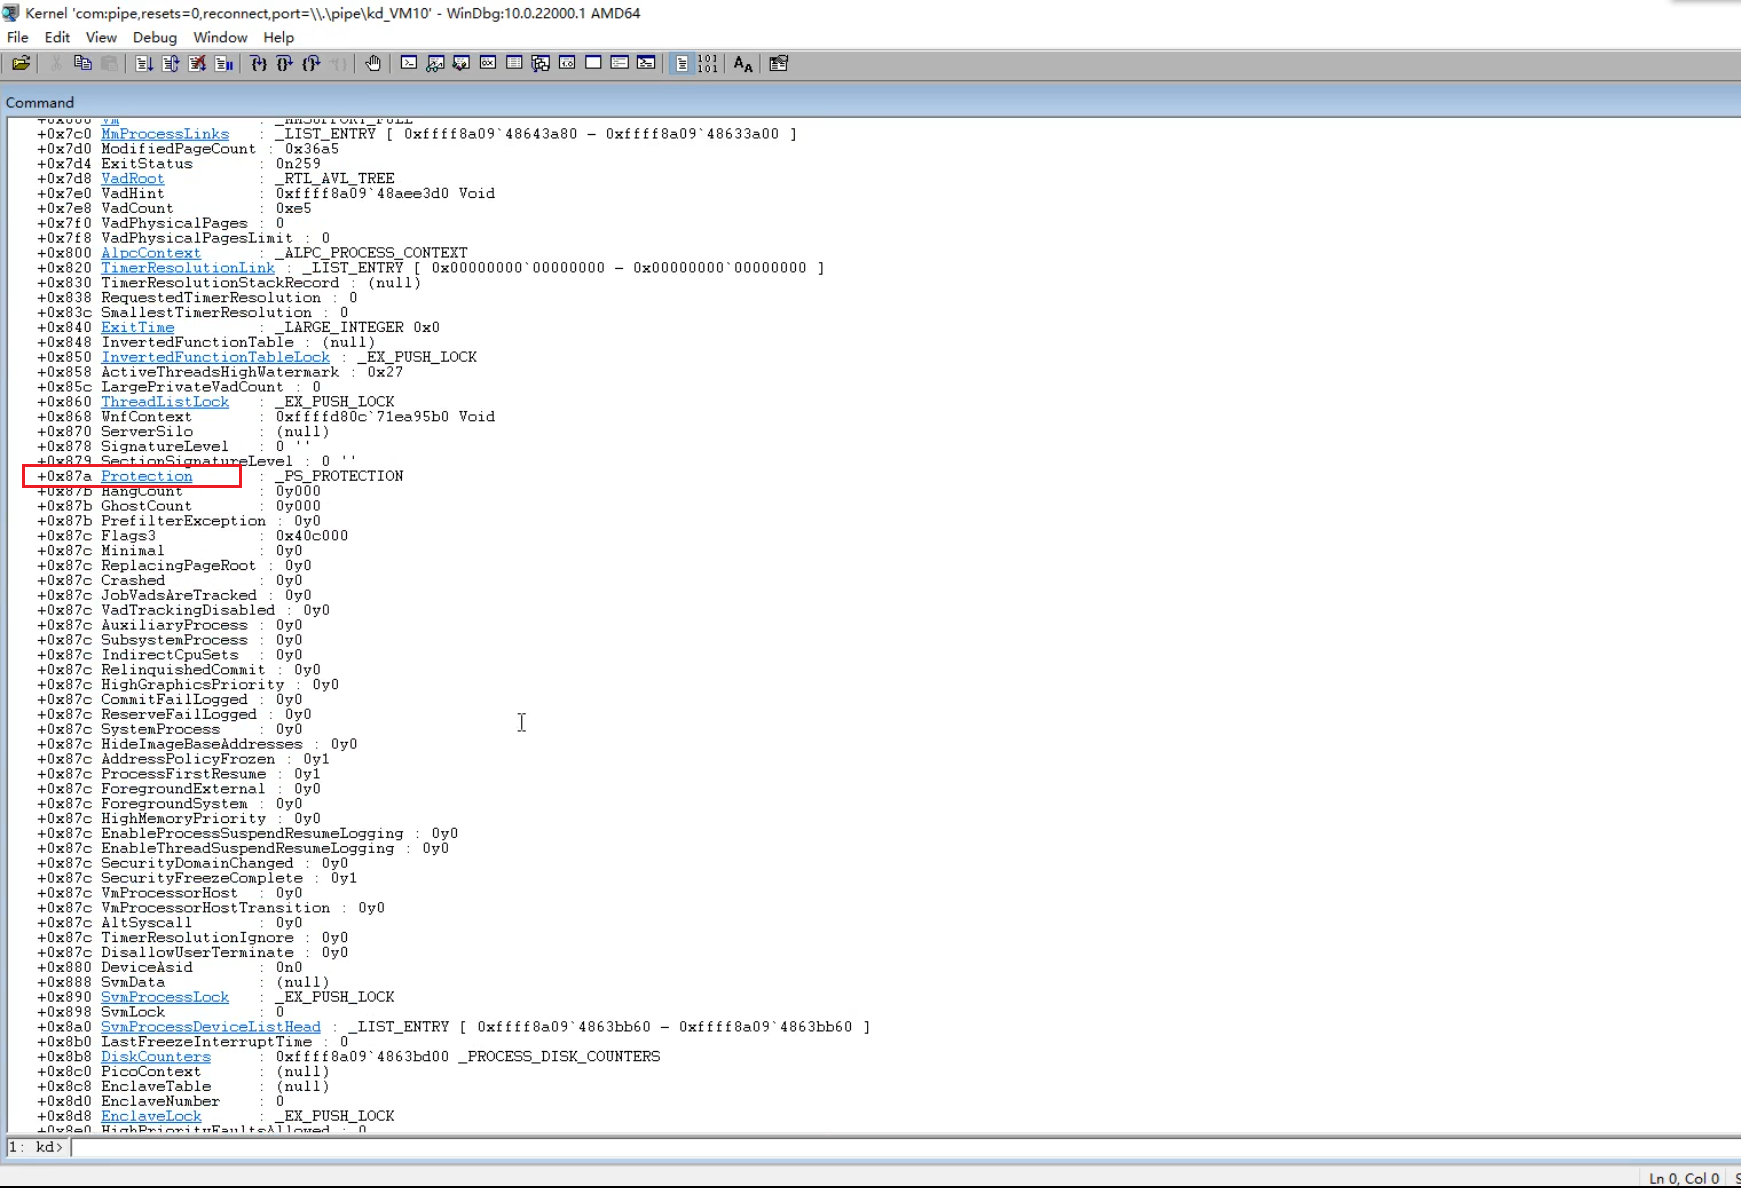 Kernel 'com:pipe,resets=0,reconnect,port=\\.\pipe\kd_VM10' - WinDbg:10.0.22000.1 AMD64
File Edit View Debug Window Help
Command
+0x7c0 MmProcessLinks   : _LIST_ENTRY [ 0xffff8a09`48643a80 - 0xffff8a09`48633a00 ]
+0x7d0 ModifiedPageCount : 0x36a5
+0x7d4 ExitStatus       : 0n259
+0x7d8 VadRoot          : _RTL_AVL_TREE
+0x7e0 VadHint          : 0xffff8a09`48aee3d0 Void
+0x7e8 VadCount         : 0xe5
+0x7f0 VadPhysicalPages : 0
+0x7f8 VadPhysicalPagesLimit : 0
+0x800 AlpcContext      : _ALPC_PROCESS_CONTEXT
+0x820 TimerResolutionLink : _LIST_ENTRY [ 0x00000000`00000000 - 0x00000000`00000000 ]
+0x830 TimerResolutionStackRecord : (null)
+0x838 RequestedTimerResolution : 0
+0x83c SmallestTimerResolution : 0
+0x840 ExitTime         : _LARGE_INTEGER 0x0
+0x848 InvertedFunctionTable : (null)
+0x850 InvertedFunctionTableLock : _EX_PUSH_LOCK
+0x858 ActiveThreadsHighWatermark : 0x27
+0x85c LargePrivateVadCount : 0
+0x860 ThreadListLock   : _EX_PUSH_LOCK
+0x868 WnfContext       : 0xffffd80c`71ea95b0 Void
+0x870 ServerSilo       : (null)
+0x878 SignatureLevel   : 0 ''
+0x879 SectionSignatureLevel : 0 ''
+0x87a Protection       : _PS_PROTECTION
+0x87b HangCount        : 0y000
+0x87b GhostCount       : 0y000
+0x87b PrefilterException : 0y0
+0x87c Flags3           : 0x40c000
+0x87c Minimal          : 0y0
+0x87c ReplacingPageRoot : 0y0
+0x87c Crashed          : 0y0
+0x87c JobVadsAreTracked : 0y0
+0x87c VadTrackingDisabled : 0y0
+0x87c AuxiliaryProcess : 0y0
+0x87c SubsystemProcess : 0y0
+0x87c IndirectCpuSets  : 0y0
+0x87c RelinquishedCommit : 0y0
+0x87c HighGraphicsPriority : 0y0
+0x87c CommitFailLogged : 0y0
+0x87c ReserveFailLogged : 0y0
+0x87c SystemProcess    : 0y0
+0x87c HideImageBaseAddresses : 0y0
+0x87c AddressPolicyFrozen : 0y1
+0x87c ProcessFirstResume : 0y1
+0x87c ForegroundExternal : 0y0
+0x87c ForegroundSystem : 0y0
+0x87c HighMemoryPriority : 0y0
+0x87c EnableProcessSuspendResumeLogging : 0y0
+0x87c EnableThreadSuspendResumeLogging : 0y0
+0x87c SecurityDomainChanged : 0y0
+0x87c SecurityFreezeComplete : 0y1
+0x87c VmProcessorHost  : 0y0
+0x87c VmProcessorHostTransition : 0y0
+0x87c AltSyscall       : 0y0
+0x87c TimerResolutionIgnore : 0y0
+0x87c DisallowUserTerminate : 0y0
+0x880 DeviceAsid       : 0n0
+0x888 SvmData          : (null)
+0x890 SvmProcessLock   : _EX_PUSH_LOCK
+0x898 SvmLock          : 0
+0x8a0 SvmProcessDeviceListHead : _LIST_ENTRY [ 0xffff8a09`4863bb60 - 0xffff8a09`4863bb60 ]
+0x8b0 LastFreezeInterruptTime : 0
+0x8b8 DiskCounters     : 0xffff8a09`4863bd00 _PROCESS_DISK_COUNTERS
+0x8c0 PicoContext      : (null)
+0x8c8 EnclaveTable     : (null)
+0x8d0 EnclaveNumber    : 0
+0x8d8 EnclaveLock      : _EX_PUSH_LOCK
+0x8e0 HighPriorityFaultsAllowed : 0
1: kd>
Ln 0, Col 0